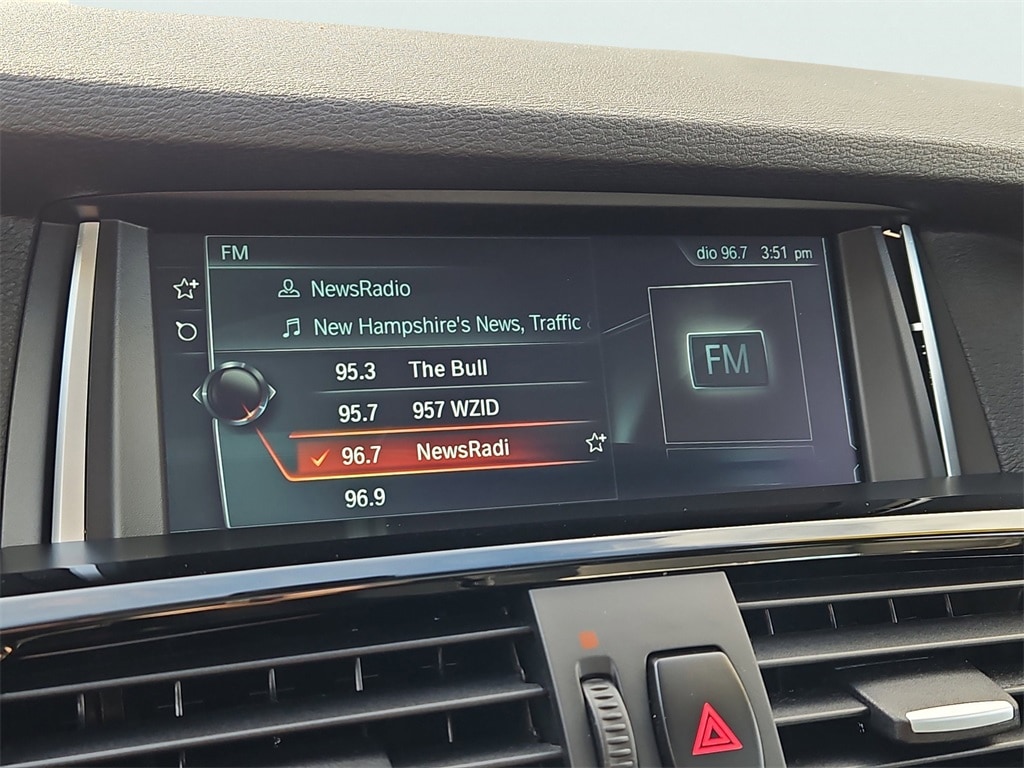 FM
dio 96.7 3:51 pm
NewsRadio
New Hampshire's News, Traffic
95.3 The Bull
95.7 957 WZID
96.7 NewsRadi
96.9
FM